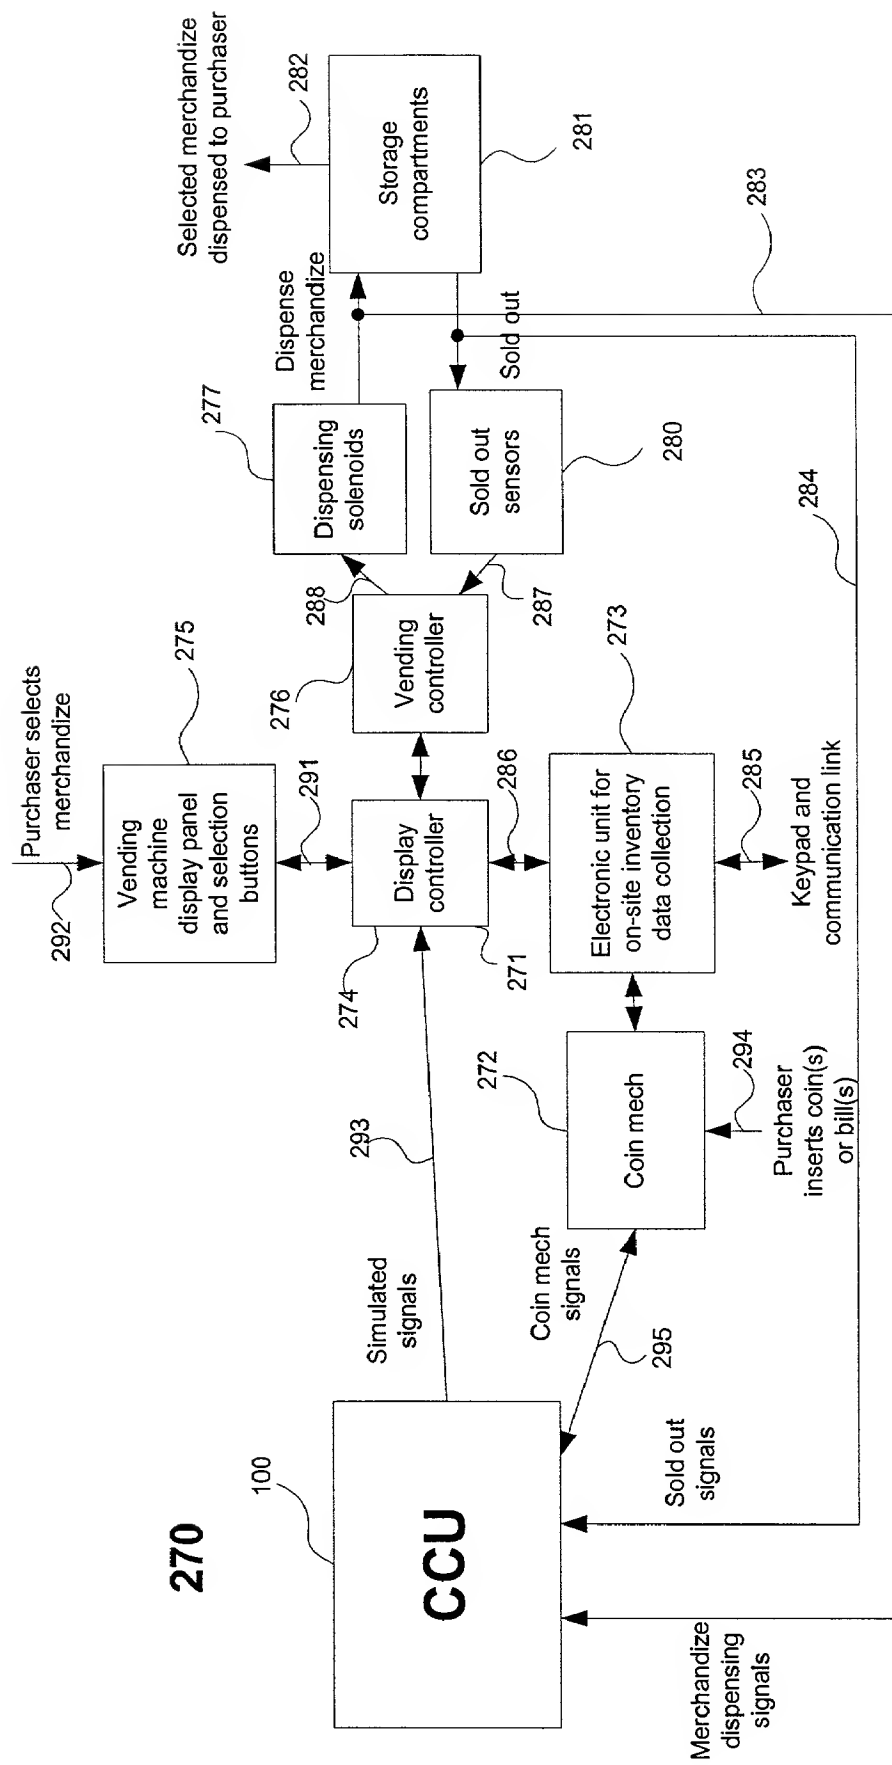 270
100
CCU
Simulated
signals
293
Coin mech
signals
295
Sold out
signals
Merchandize
dispensing
signals
Purchaser selects
merchandize
292
Vending
machine
display panel
and selection
buttons
275
291
Display
controller
274
271
286
272
Coin mech
294
Purchaser
inserts coin(s)
or bill(s)
Electronic unit for
on-site inventory
data collection
273
285
Keypad and
communication link
Vending
controller
276
288
287
Dispensing
solenoids
277
Sold out
sensors
280
Dispense
merchandize
Sold out
Storage
compartments
281
282
Selected merchandize
dispensed to purchaser
283
284